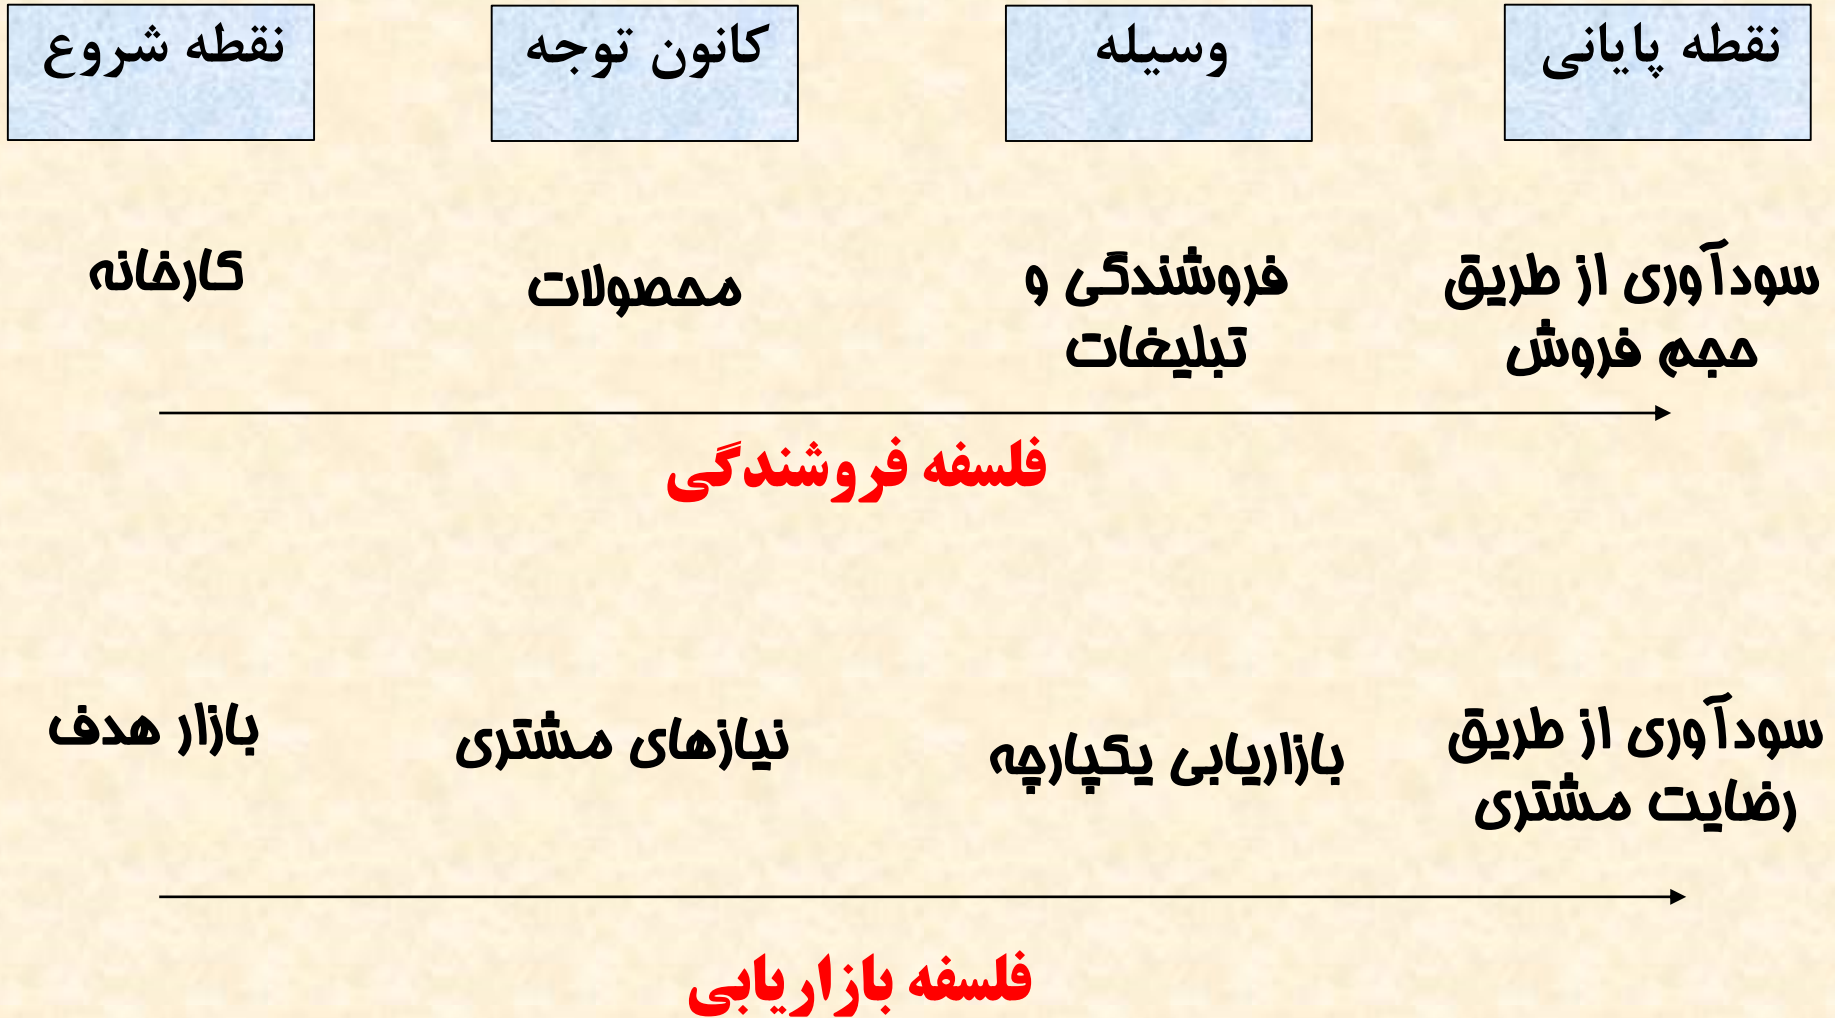 نقطه شروع
کانون توجه
وسیله
نقطه پایانی
کارخانه
محصولات
فروشندگی و
تبلیغات
سودآوری از طریق
حجم فروش
فلسفه فروشندگی
بازار هدف
نیازهای مشتری
بازاریابی یکپارچه
سودآوری از طریق
رضایت مشتری
فلسفه بازاریابی